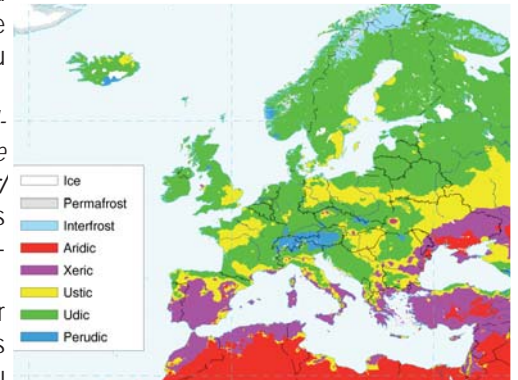 Ice
Permafrost
Interfrost
Aridic
Xeric
Ustic
Udic
Perudic